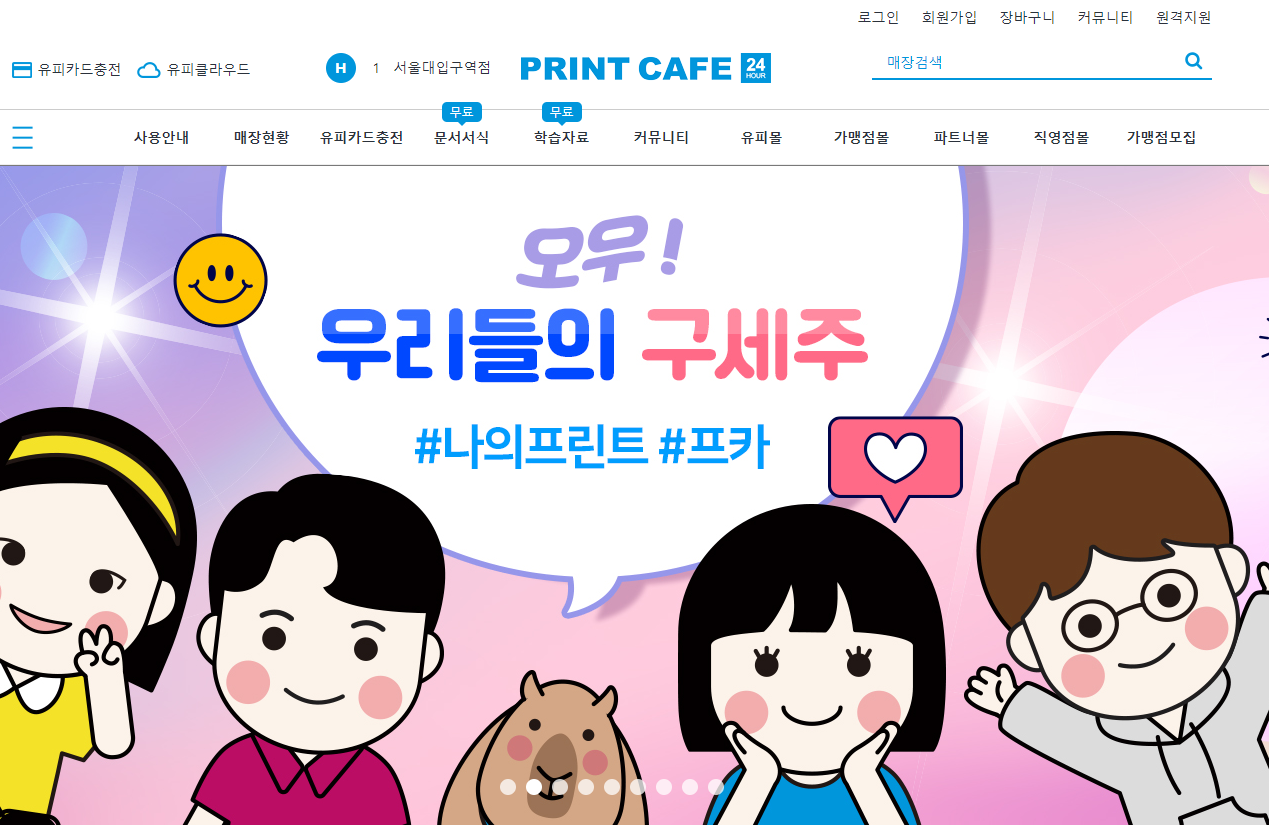 로그인 회원가입 장바구니 커뮤니티 원격지원
유피카드충전 유피클라우드 H 1 서울대입구역점 PRINT CAFE 24 HOUR 매장검색
무료 무료
사용안내 매장현황 유피카드충전 문서서식 학습자료 커뮤니티 유피몰 가맹점몰 파트너몰 직영점몰 가맹점모집
오우!
우리들의 구세주
#나의프린트 #프카